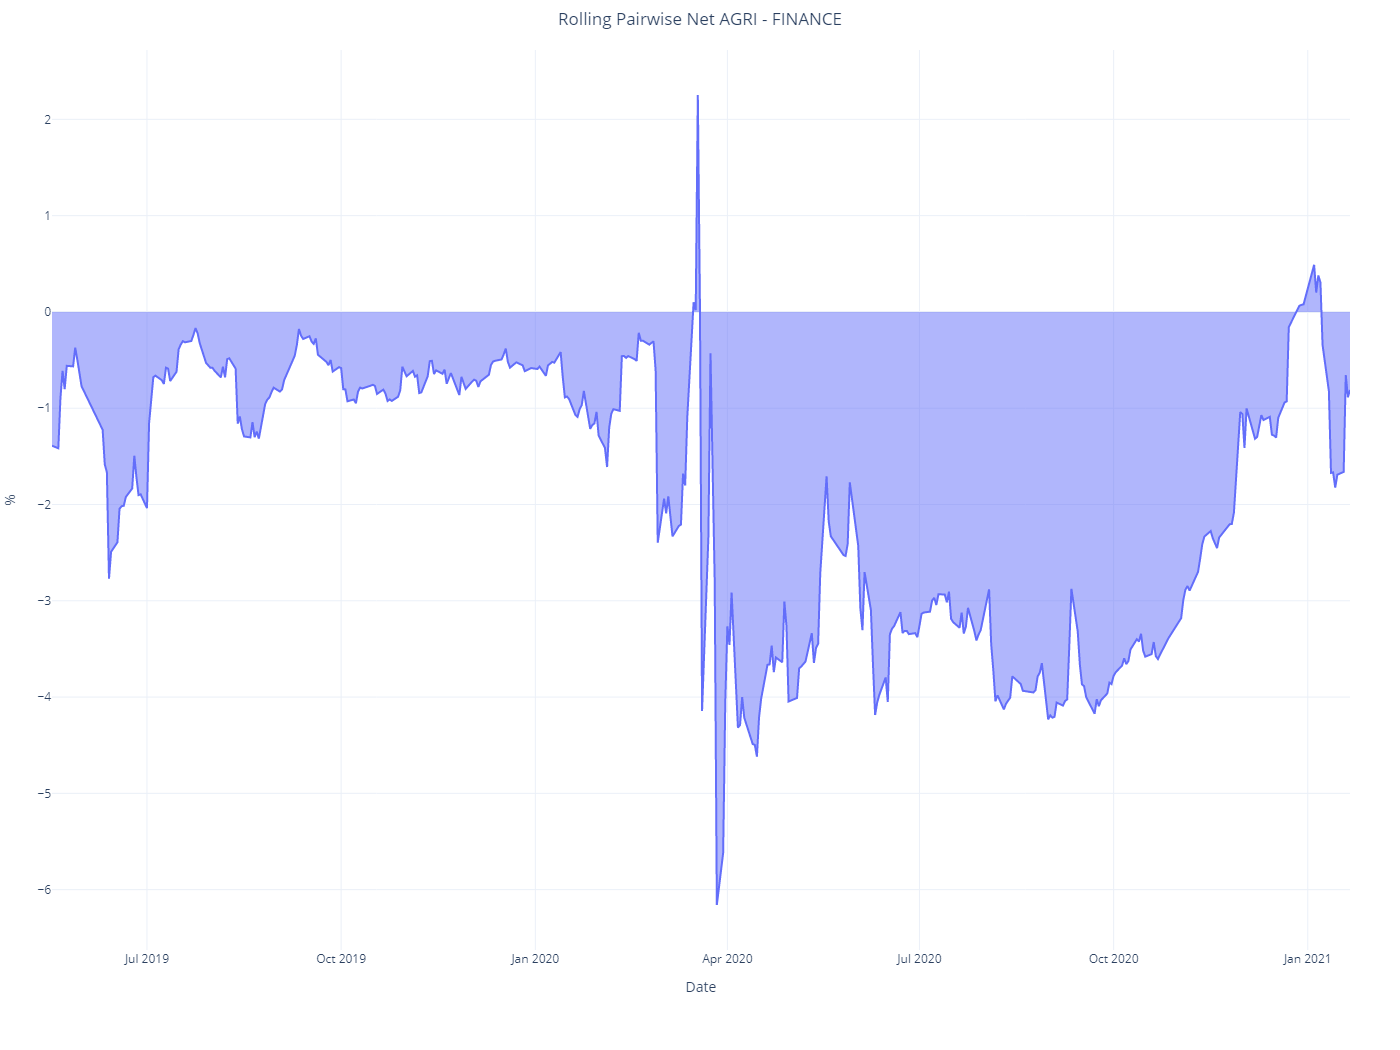 Rolling Pairwise Net AGRI - FINANCE
2
1
0
−1
−2
−3
−4
−5
−6
%
Jul 2019
Oct 2019
Jan 2020
Apr 2020
Jul 2020
Oct 2020
Jan 2021
Date